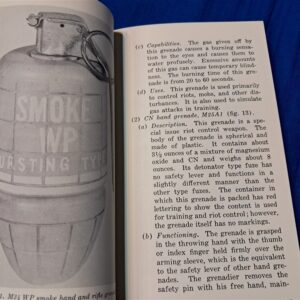 SMOKE
INT
BURSTING
M34 WP smoke hand and rifle
(c) Capabilities. The gas given off by
this grenade causes a burning sensa-
tion to the eyes and causes them to
water profusely. Excessive amounts
of this gas can cause temporary blind-
ness. The burning time of this gre-
nade is from 20 to 60 seconds.
(d) Uses. This grenade is used primarily
to control riots, mobs, and other dis-
turbances. It is also used to simulate
gas attacks in training.
(2) CN hand grenade, M25A1 (fig. 13).
(a) Description. This grenade is a spe-
cial issue riot control weapon. The
body of the grenade is spherical and
made of plastic. It contains about
3½ ounces of a mixture of magnesium
oxide and CN and weighs about 8
ounces. Its detonator type fuze has
no safety lever and functions in a
slightly different manner than the
other type fuzes. The container in
which this grenade is packed has red
lettering to show the content is used
for training and riot control; however,
the grenade itself has no markings.
(b) Functioning. The grenade is grasped
in the throwing hand with the thumb
or index finger held firmly over the
arming sleeve, which is the equivalent
to the safety lever of other hand gre-
nades. The grenadier removes the
safety pin with his free hand, main-